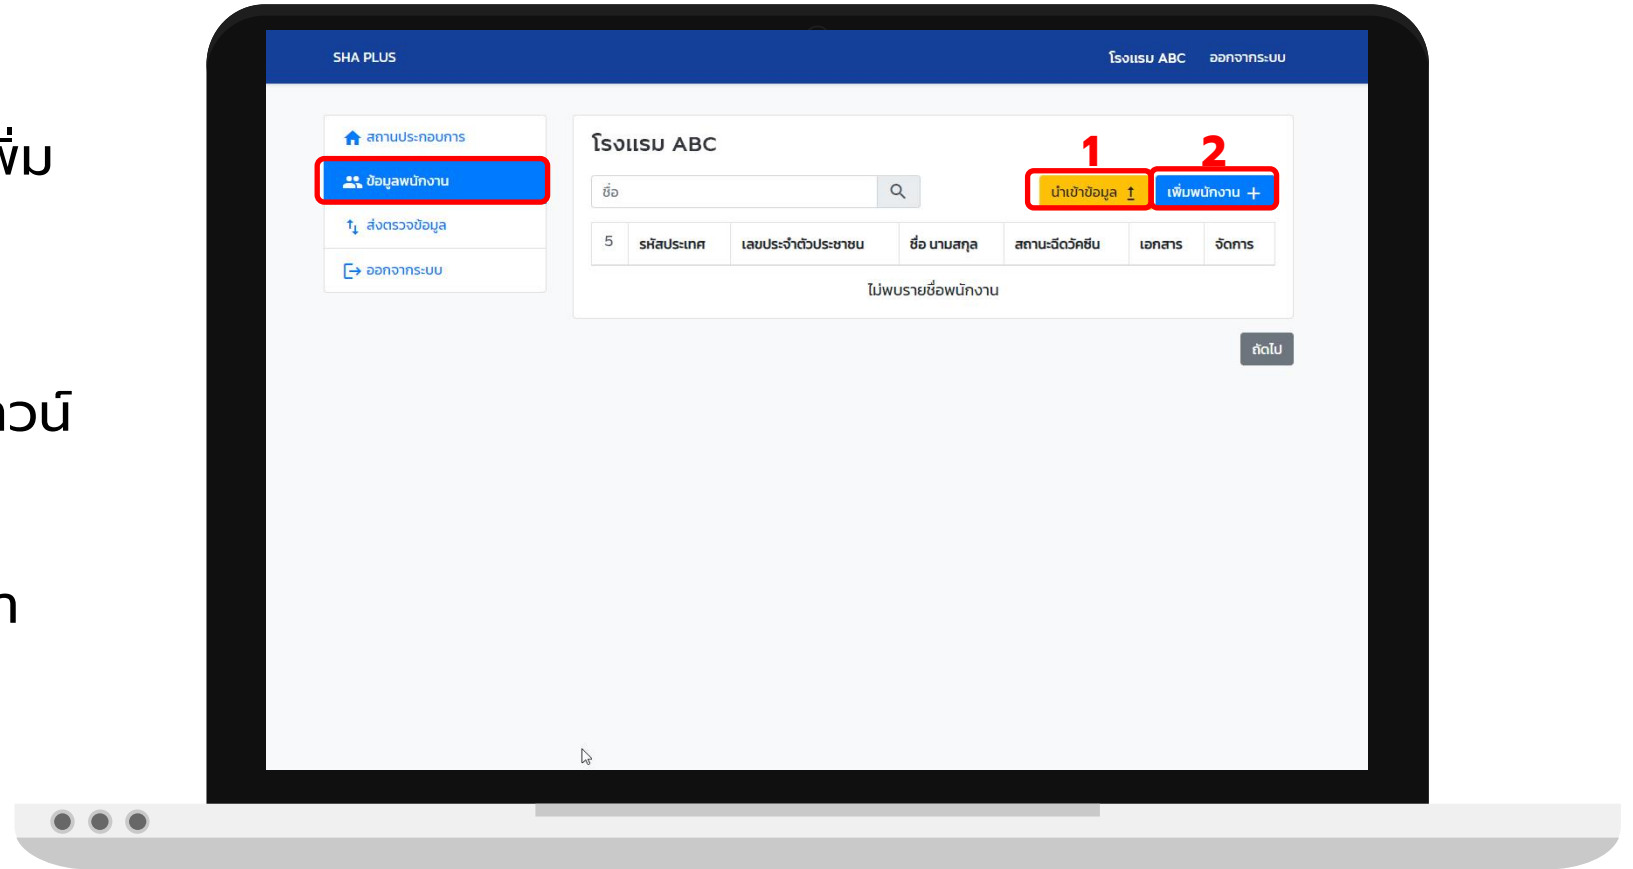 SHA PLUS โรงแรม ABC ออกจากระบบ
สถานประกอบการ
ข้อมูลพนักงาน
ส่งตรวจข้อมูล
ออกจากระบบ
โรงแรม ABC
1 2
ชื่อ นำเข้าข้อมูล เพิ่มพนักงาน +
5 รหัสประเทศ เลขประจำตัวประชาชน ชื่อ นามสกุล สถานะฉีดวัคซีน เอกสาร จัดการ
ไม่พบรายชื่อพนักงาน
ถัดไป